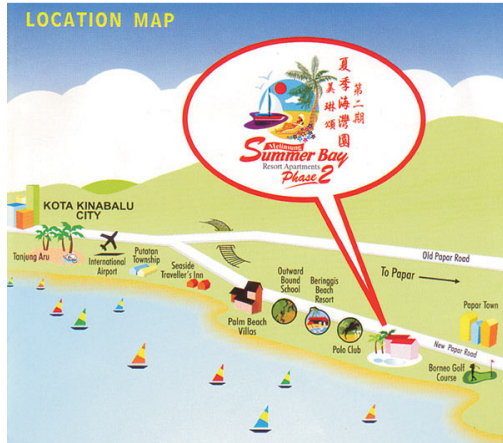 LOCATION MAP
夏季海灣園
美琳頌
第二期
Melinsung
Summer Bay
Resort Apartments
Phase 2
KOTA KINABALU
CITY
Tanjung Aru
International
Airport
Putatan
Township
Seaside
Traveller's Inn
Palm Beach
Villas
Outward
Bound
School
Beringgis
Beach
Resort
Polo Club
Old Papar Road
To Papar
Papar Town
New Papar Road
Borneo Golf
Course